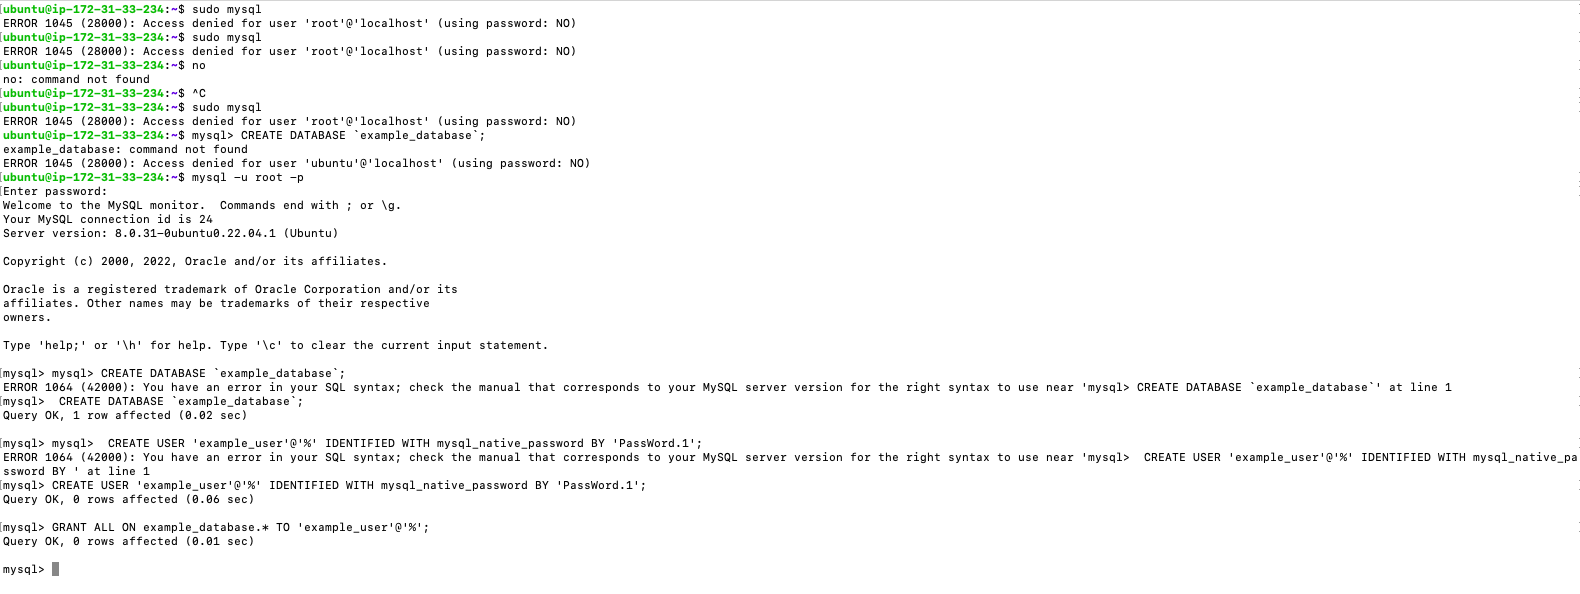 [ubuntu@ip-172-31-33-234:~$ sudo mysql
ERROR 1045 (28000): Access denied for user 'root'@'localhost' (using password: NO)
[ubuntu@ip-172-31-33-234:~$ sudo mysql
ERROR 1045 (28000): Access denied for user 'root'@'localhost' (using password: NO)
[ubuntu@ip-172-31-33-234:~$ no
no: command not found
[ubuntu@ip-172-31-33-234:~$ ^C
[ubuntu@ip-172-31-33-234:~$ sudo mysql
ERROR 1045 (28000): Access denied for user 'root'@'localhost' (using password: NO)
ubuntu@ip-172-31-33-234:~$ mysql> CREATE DATABASE `example_database`;
example_database: command not found
ERROR 1045 (28000): Access denied for user 'ubuntu'@'localhost' (using password: NO)
[ubuntu@ip-172-31-33-234:~$ mysql -u root -p
[Enter password:
Welcome to the MySQL monitor.  Commands end with ; or \g.
Your MySQL connection id is 24
Server version: 8.0.31-0ubuntu0.22.04.1 (Ubuntu)

Copyright (c) 2000, 2022, Oracle and/or its affiliates.

Oracle is a registered trademark of Oracle Corporation and/or its
affiliates. Other names may be trademarks of their respective
owners.

Type 'help;' or '\h' for help. Type '\c' to clear the current input statement.

[mysql> mysql> CREATE DATABASE `example_database`;
ERROR 1064 (42000): You have an error in your SQL syntax; check the manual that corresponds to your MySQL server version for the right syntax to use near 'mysql> CREATE DATABASE `example_database`' at line 1
[mysql>  CREATE DATABASE `example_database`;
Query OK, 1 row affected (0.02 sec)

[mysql> mysql>  CREATE USER 'example_user'@'%' IDENTIFIED WITH mysql_native_password BY 'PassWord.1';
ERROR 1064 (42000): You have an error in your SQL syntax; check the manual that corresponds to your MySQL server version for the right syntax to use near 'mysql>  CREATE USER 'example_user'@'%' IDENTIFIED WITH mysql_native_pa
ssword BY ' at line 1
[mysql> CREATE USER 'example_user'@'%' IDENTIFIED WITH mysql_native_password BY 'PassWord.1';
Query OK, 0 rows affected (0.06 sec)

[mysql> GRANT ALL ON example_database.* TO 'example_user'@'%';
Query OK, 0 rows affected (0.01 sec)

mysql>